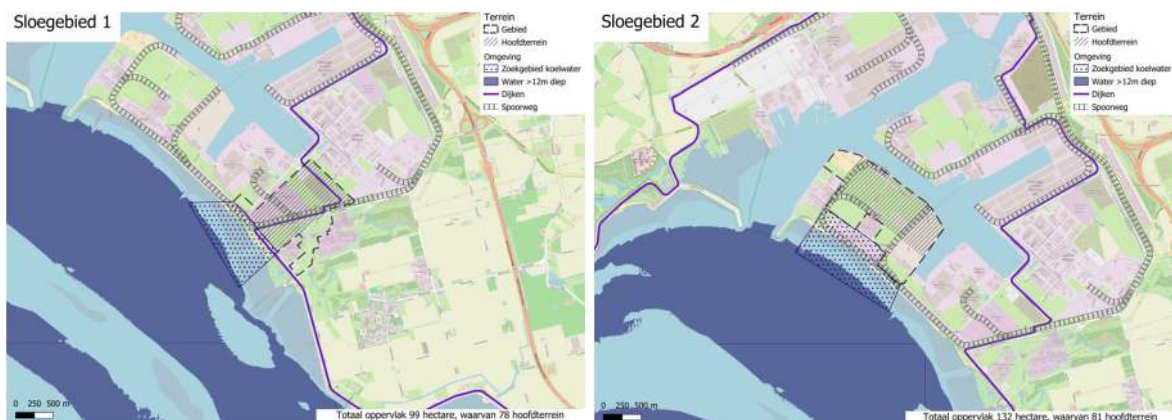 Sloegebied 1
Terrein
Gebied
Hoofdterrein
Omgeving
Zoekgebied koelwater
Water >12m diep
Dijken
Spoorweg
0 250 500 m
Totaal oppervlak 99 hectare, waarvan 78 hoofdterrein
Sloegebied 2
Terrein
Gebied
Hoofdterrein
Omgeving
Zoekgebied koelwater
Water >12m diep
Dijken
Spoorweg
0 250 500 m
Totaal oppervlak 132 hectare, waarvan 81 hoofdterrein